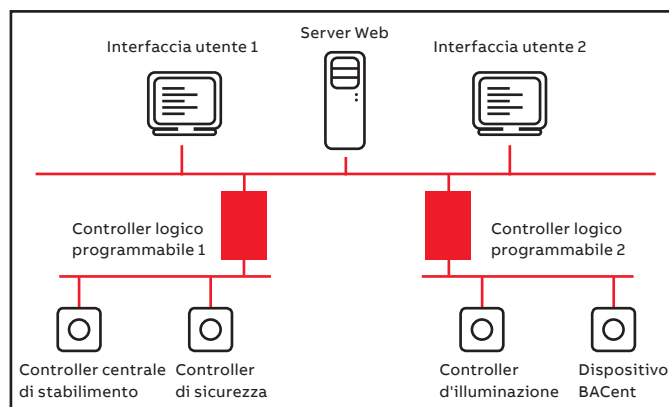 Server Web
Interfaccia utente 1
Interfaccia utente 2
Controller logico
programmabile 1
Controller logico
programmabile 2
Controller centrale
di stabilimento
Controller
di sicurezza
Controller
d'illuminazione
Dispositivo
BACent